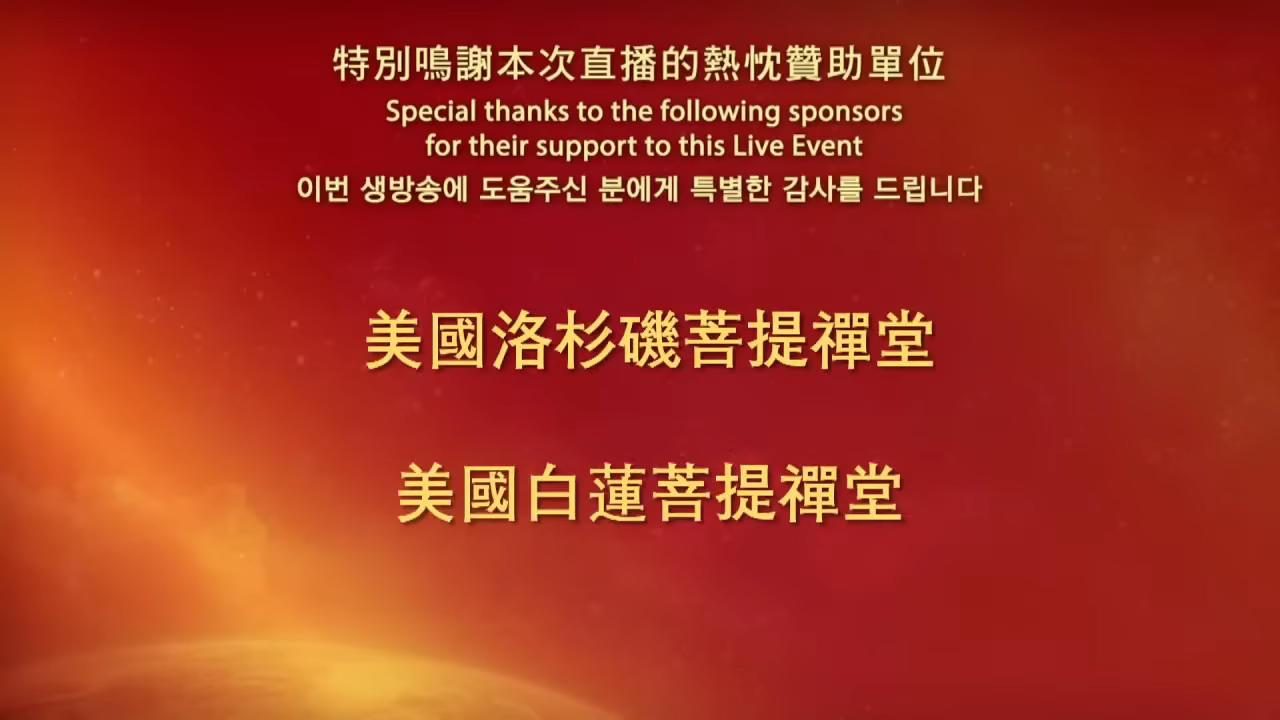 特別鳴謝本次直播的熱忱贊助單位
Special thanks to the following sponsors
for their support to this Live Event
이번 생방송에 도움주신 분에게 특별한 감사를 드립니다
美國洛杉磯菩提禪堂
美國白蓮菩提禪堂